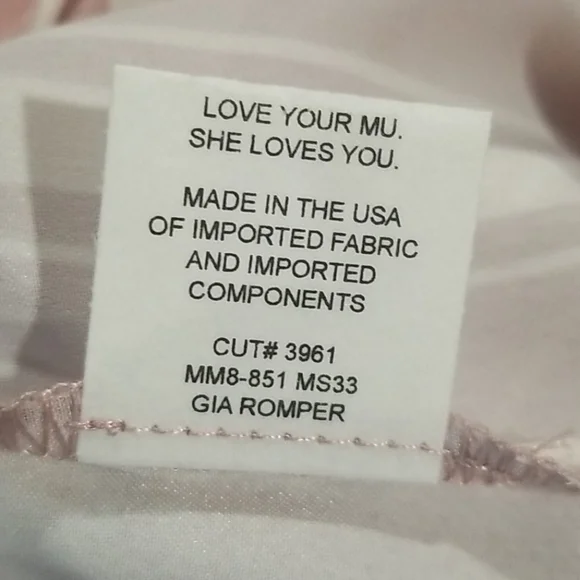 LOVE YOUR MU.
SHE LOVES YOU.
MADE IN THE USA
OF IMPORTED FABRIC
AND IMPORTED
COMPONENTS
CUT# 3961
MM8-851 MS33
GIA ROMPER